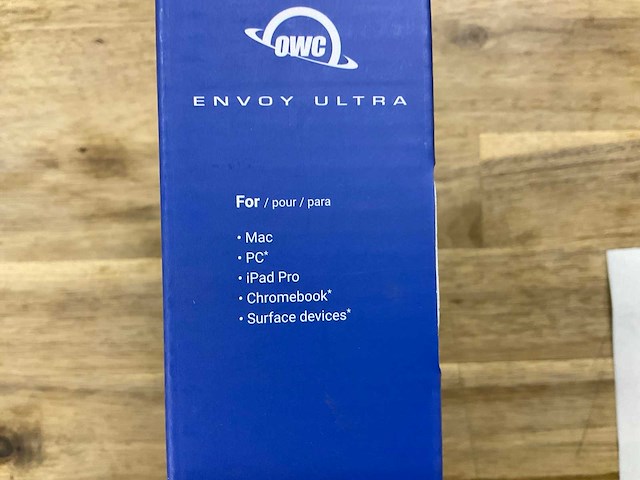 OWC
ENVOY ULTRA
For / pour / para
• Mac
• PC*
• iPad Pro
• Chromebook*
• Surface devices*